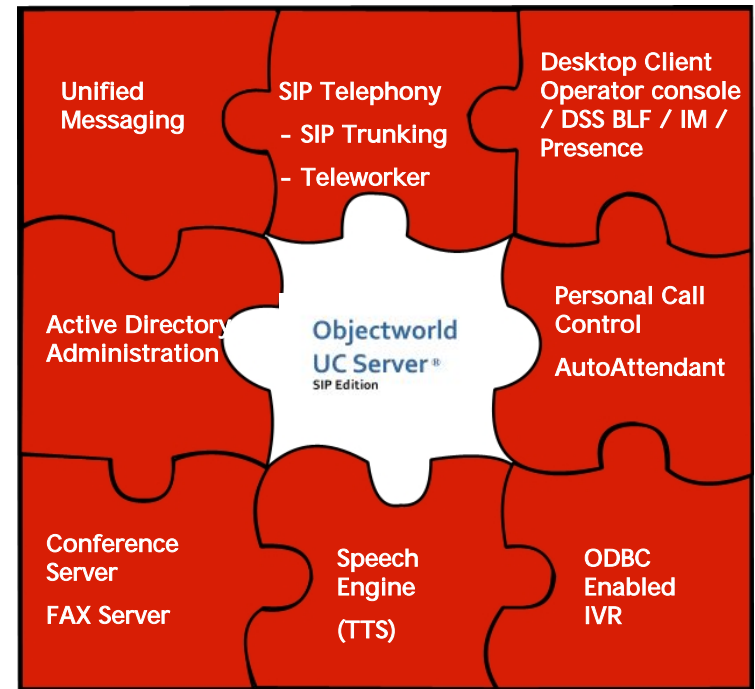 Unified
Messaging
SIP Telephony
- SIP Trunking
- Teleworker
Desktop Client
Operator console
/ DSS BLF / IM /
Presence
Active Directory
Administration
Objectworld
UC Server®
SIP Edition
Personal Call
Control
AutoAttendant
Conference
Server
FAX Server
Speech
Engine
(TTS)
ODBC
Enabled
IVR